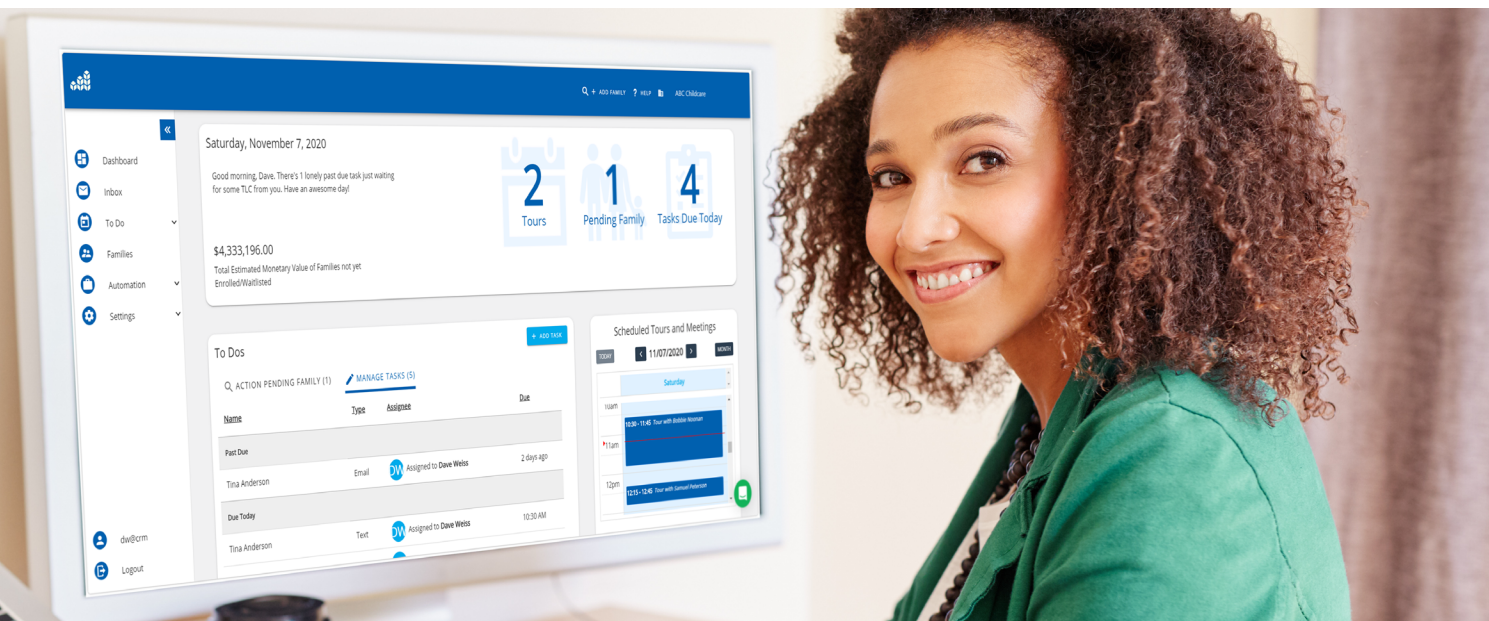 + ADD FAMILY ? HELP ABC Childcare
«
Dashboard
Inbox
To Do
Families
Automation
Settings
dw@crm
Logout
Saturday, November 7, 2020
Good morning, Dave. There's 1 lonely past due task just waiting
for some TLC from you. Have an awesome day!
$4,333,196.00
Total Estimated Monetary Value of Families not yet
Enrolled/Waitlisted
2
Tours
1
Pending Family
4
Tasks Due Today
To Dos
+ ADD TASK
ACTION PENDING FAMILY (1) MANAGE TASKS (5)
Name Type Assignee Due
Past Due
Tina Anderson Email DW Assigned to Dave Weiss 2 days ago
Due Today
Tina Anderson Text DW Assigned to Dave Weiss 10:30 AM
Scheduled Tours and Meetings
TODAY < 11/07/2020 > MONTH
Saturday
10am
10:30 - 11:45 Tour with Bobbie Noonan
11am
12pm
12:15 - 12:45 Tour with Samuel Peterson